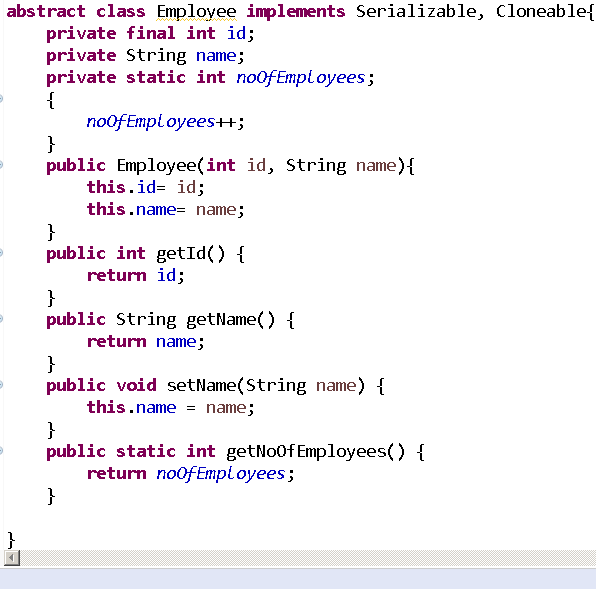 abstract class Employee implements Serializable, Cloneable{
    private final int id;
    private String name;
    private static int noOfEmployees;
    {
        noOfEmployees++;
    }
    public Employee(int id, String name){
        this.id= id;
        this.name= name;
    }
    public int getId() {
        return id;
    }
    public String getName() {
        return name;
    }
    public void setName(String name) {
        this.name = name;
    }
    public static int getNoOfEmployees() {
        return noOfEmployees;
    }

}